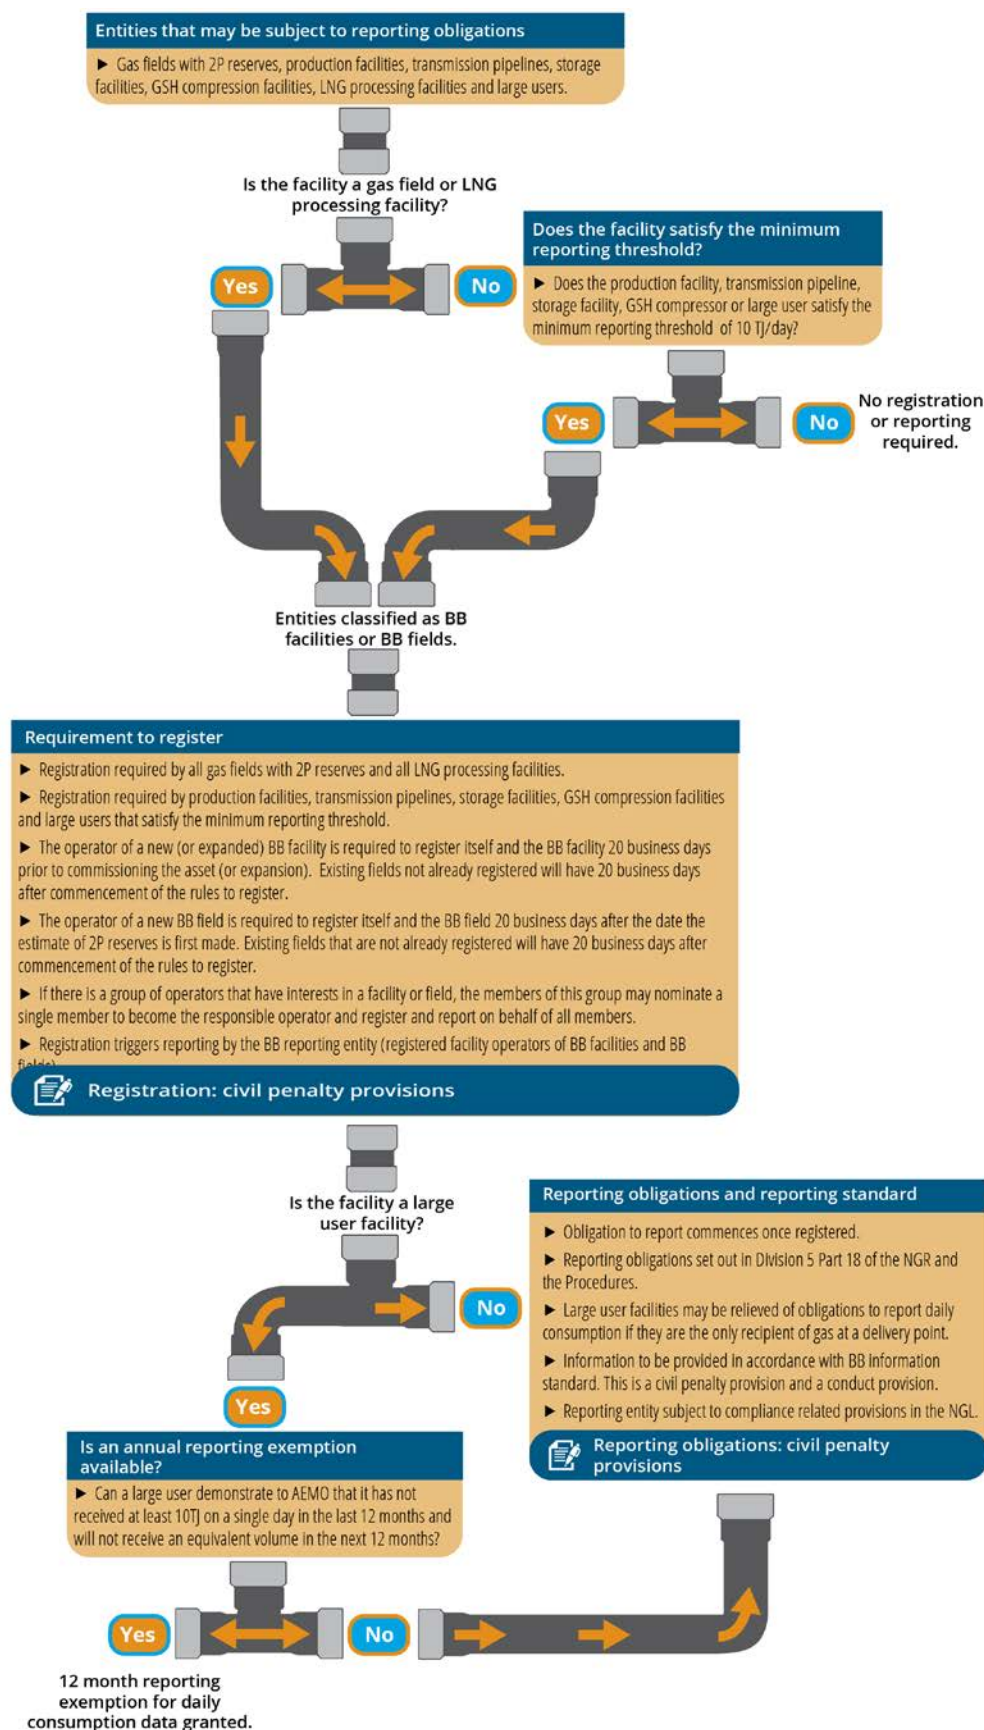 Entities that may be subject to reporting obligations
► Gas fields with 2P reserves, production facilities, transmission pipelines, storage
facilities, GSH compression facilities, LNG processing facilities and large users.
Is the facility a gas field or LNG
processing facility?
Yes
No
Does the facility satisfy the minimum
reporting threshold?
► Does the production facility, transmission pipeline,
storage facility, GSH compressor or large user satisfy the
minimum reporting threshold of 10 TJ/day?
Yes
No
No registration
or reporting
required.
Entities classified as BB
facilities or BB fields.
Requirement to register
► Registration required by all gas fields with 2P reserves and all LNG processing facilities.
► Registration required by production facilities, transmission pipelines, storage facilities, GSH compression facilities
and large users that satisfy the minimum reporting threshold.
► The operator of a new (or expanded) BB facility is required to register itself and the BB facility 20 business days
prior to commissioning the asset (or expansion). Existing fields not already registered will have 20 business days
after commencement of the rules to register.
► The operator of a new BB field is required to register itself and the BB field 20 business days after the date the
estimate of 2P reserves is first made. Existing fields that are not already registered will have 20 business days after
commencement of the rules to register.
► If there is a group of operators that have interests in a facility or field, the members of this group may nominate a
single member to become the responsible operator and register and report on behalf of all members.
► Registration triggers reporting by the BB reporting entity (registered facility operators of BB facilities and BB
fields)
Registration: civil penalty provisions
Is the facility a large
user facility?
No
Yes
Reporting obligations and reporting standard
► Obligation to report commences once registered.
► Reporting obligations set out in Division 5 Part 18 of the NGR and
the Procedures.
► Large user facilities may be relieved of obligations to report daily
consumption if they are the only recipient of gas at a delivery point.
► Information to be provided in accordance with BB information
standard. This is a civil penalty provision and a conduct provision.
► Reporting entity subject to compliance related provisions in the NGL.
Reporting obligations: civil penalty
provisions
Is an annual reporting exemption
available?
► Can a large user demonstrate to AEMO that it has not
received at least 10TJ on a single day in the last 12 months and
will not receive an equivalent volume in the next 12 months?
Yes
No
12 month reporting
exemption for daily
consumption data granted.